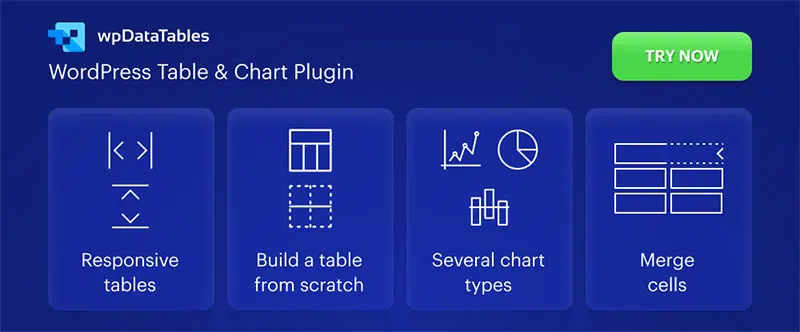 wpDataTables
WordPress Table & Chart Plugin
TRY NOW
Responsive
tables
Build a table
from scratch
Several chart
types
Merge
cells